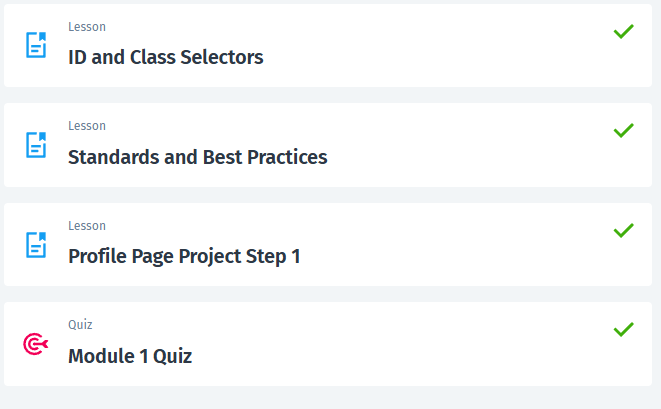 Lesson
ID and Class Selectors
Lesson
Standards and Best Practices
Lesson
Profile Page Project Step 1
Quiz
Module 1 Quiz